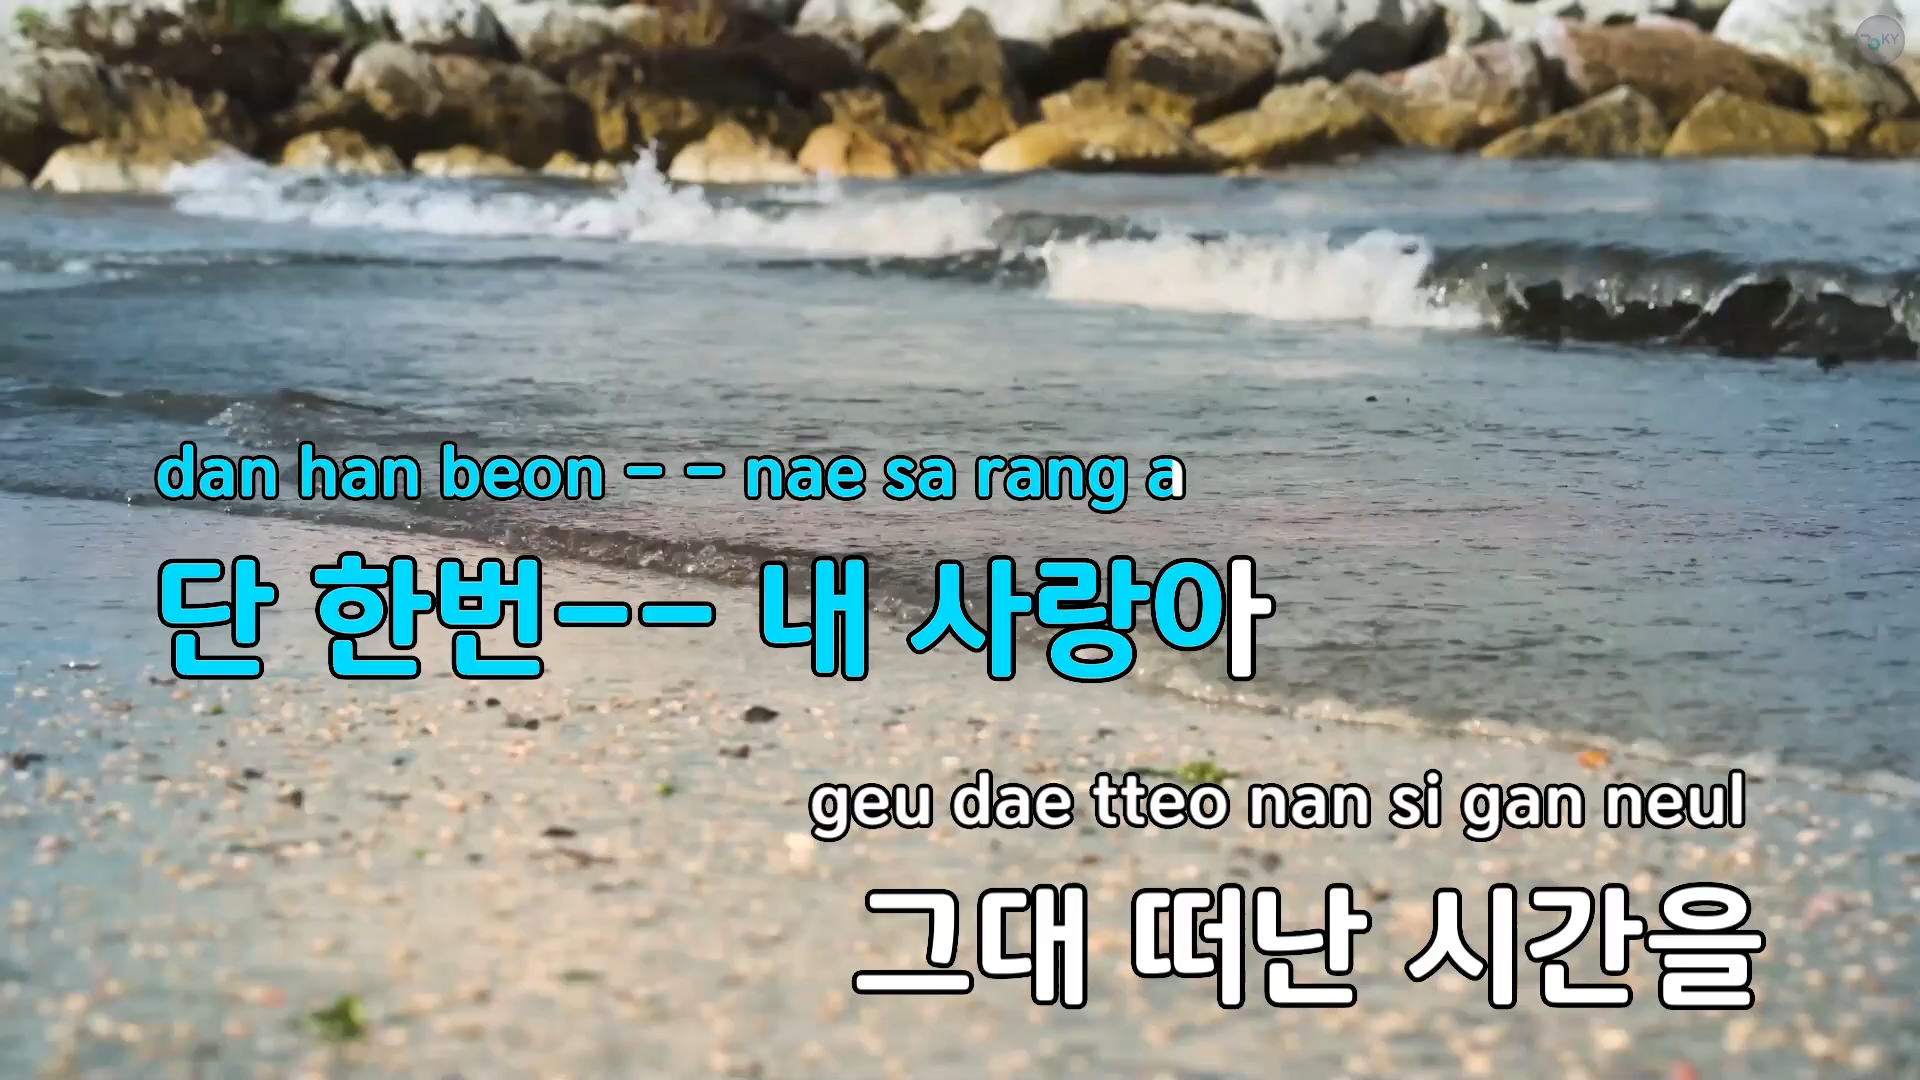 KY
dan han beon - - nae sa rang a
단 한번-- 내 사랑아
geu dae tteo nan si gan neul
그대 떠난 시간을